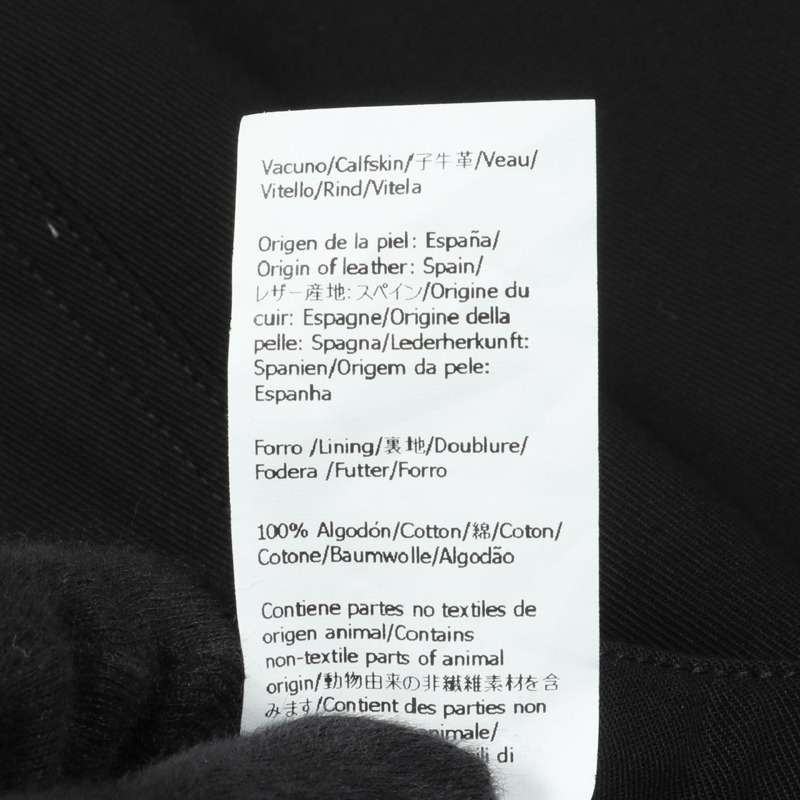 Vacuno/Calfskin/子牛革/Veau/
Vitello/Rind/Vitela
Origen de la piel: España/
Origin of leather: Spain/
レザー産地: スペイン/Origine du
cuir: Espagne/Origine della
pelle: Spagna/Lederherkunft:
Spanien/Origem da pele:
Espanha
Forro /Lining/裏地/Doublure/
Fodera /Futter/Forro
100% Algodón/Cotton/綿/Coton/
Cotone/Baumwolle/Algodão
Contiene partes no textiles de
origen animal/Contains
non-textile parts of animal
origin/動物由来の非繊維素材を含
みます/Contient des parties non
di